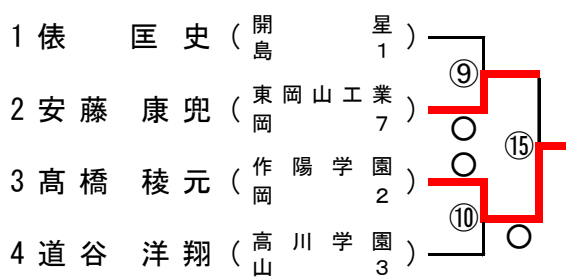 1 俵 匡史 (開星 島1)
⑨
2 安藤 康兜 (東岡山工業 岡7)
○
⑮
○
3 髙橋 稜元 (作陽学園 岡2)
⑩
○
4 道谷 洋翔 (高川学園 山3)